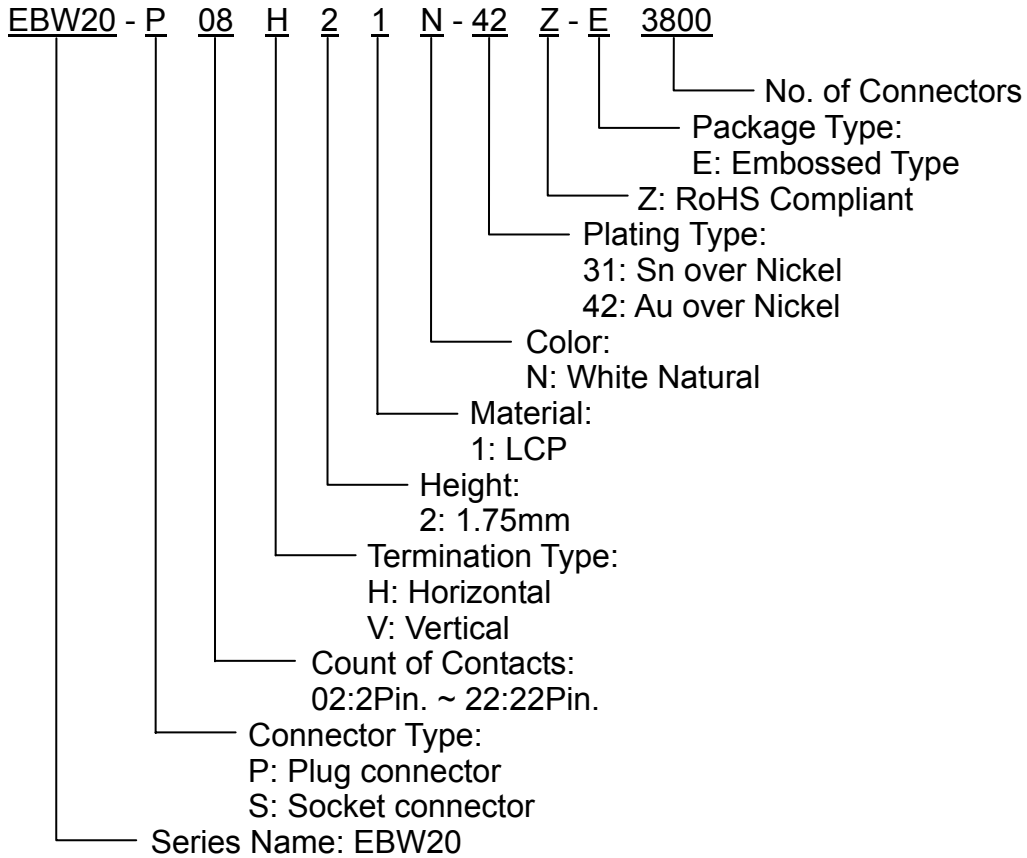 EBW20 - P 08 H 2 1 N - 42 Z - E 3800
No. of Connectors
Package Type:
E: Embossed Type
Z: RoHS Compliant
Plating Type:
31: Sn over Nickel
42: Au over Nickel
Color:
N: White Natural
Material:
1: LCP
Height:
2: 1.75mm
Termination Type:
H: Horizontal
V: Vertical
Count of Contacts:
02:2Pin. ~ 22:22Pin.
Connector Type:
P: Plug connector
S: Socket connector
Series Name: EBW20